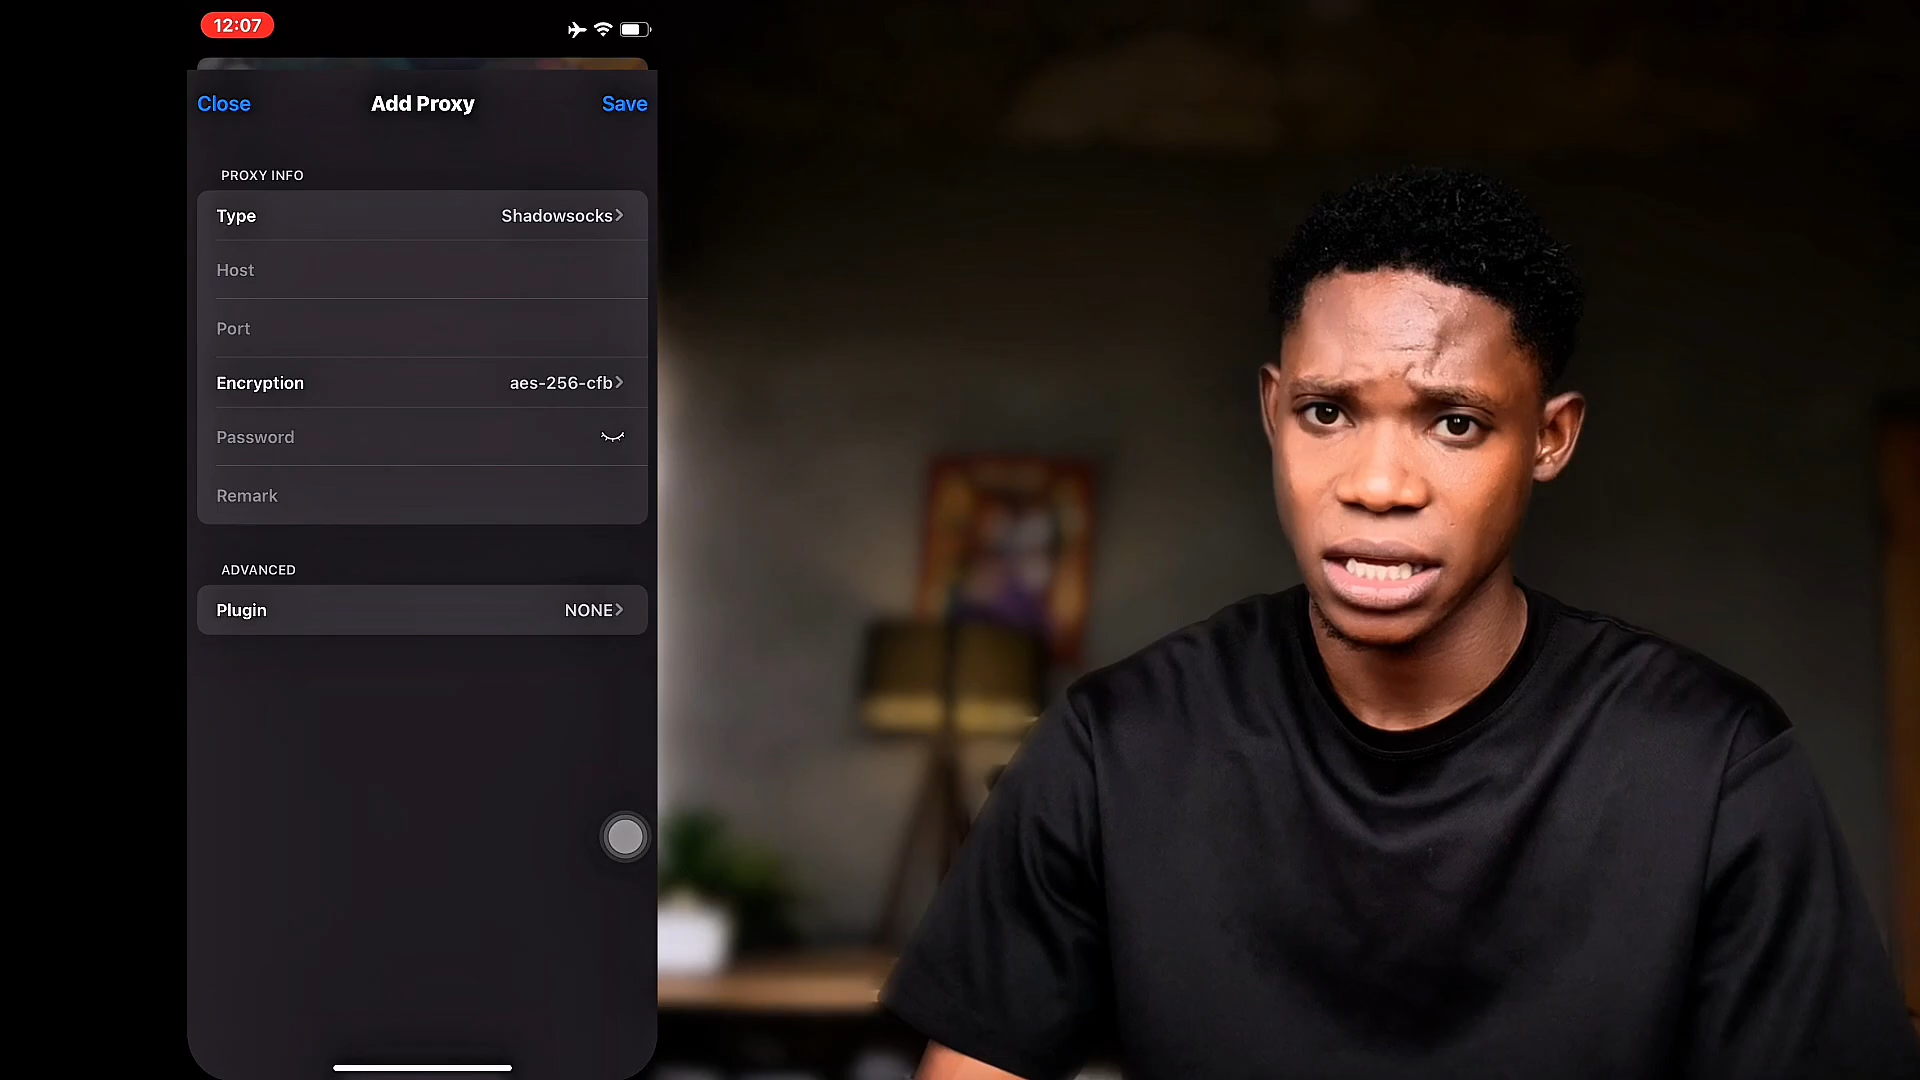 12:07
Close Add Proxy Save
PROXY INFO
Type Shadowsocks
Host
Port
Encryption aes-256-cfb
Password
Remark
ADVANCED
Plugin NONE